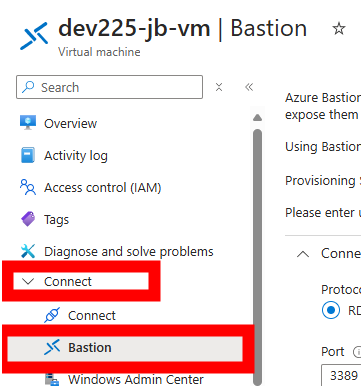 dev225-jb-vm | Bastion
Virtual machine
Search
Overview
Activity log
Access control (IAM)
Tags
Diagnose and solve problems
Connect
Connect
Bastion
Windows Admin Center
Azure Bastion
expose them
Using Bastion
Provisioning
Please enter
Conne
Protoco
RD
Port
3389